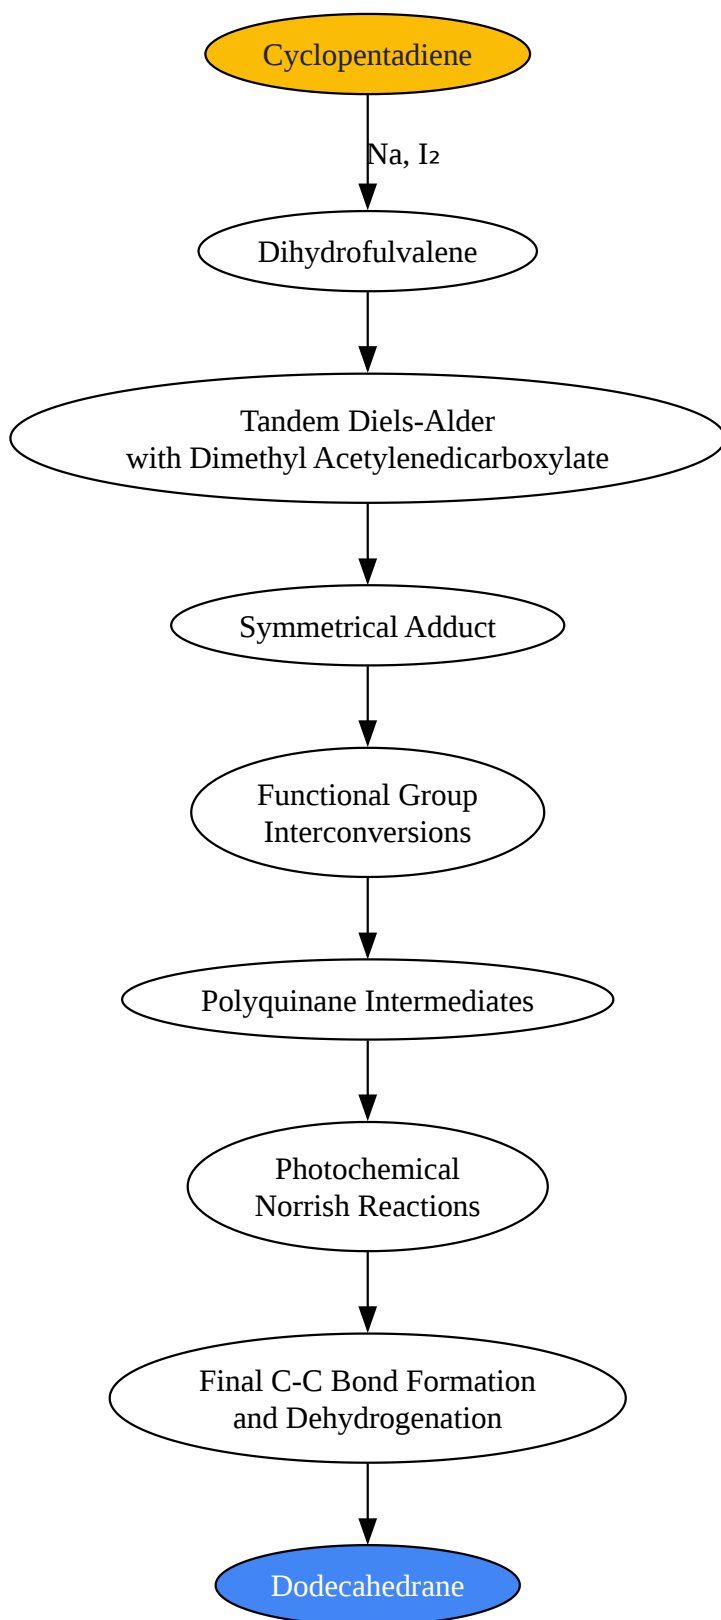 Cyclopentadiene
Na, I₂
Dihydrofulvalene
Tandem Diels-Alder
with Dimethyl Acetylenedicarboxylate
Symmetrical Adduct
Functional Group
Interconversions
Polyquinane Intermediates
Photochemical
Norrish Reactions
Final C-C Bond Formation
and Dehydrogenation
Dodecahedrane